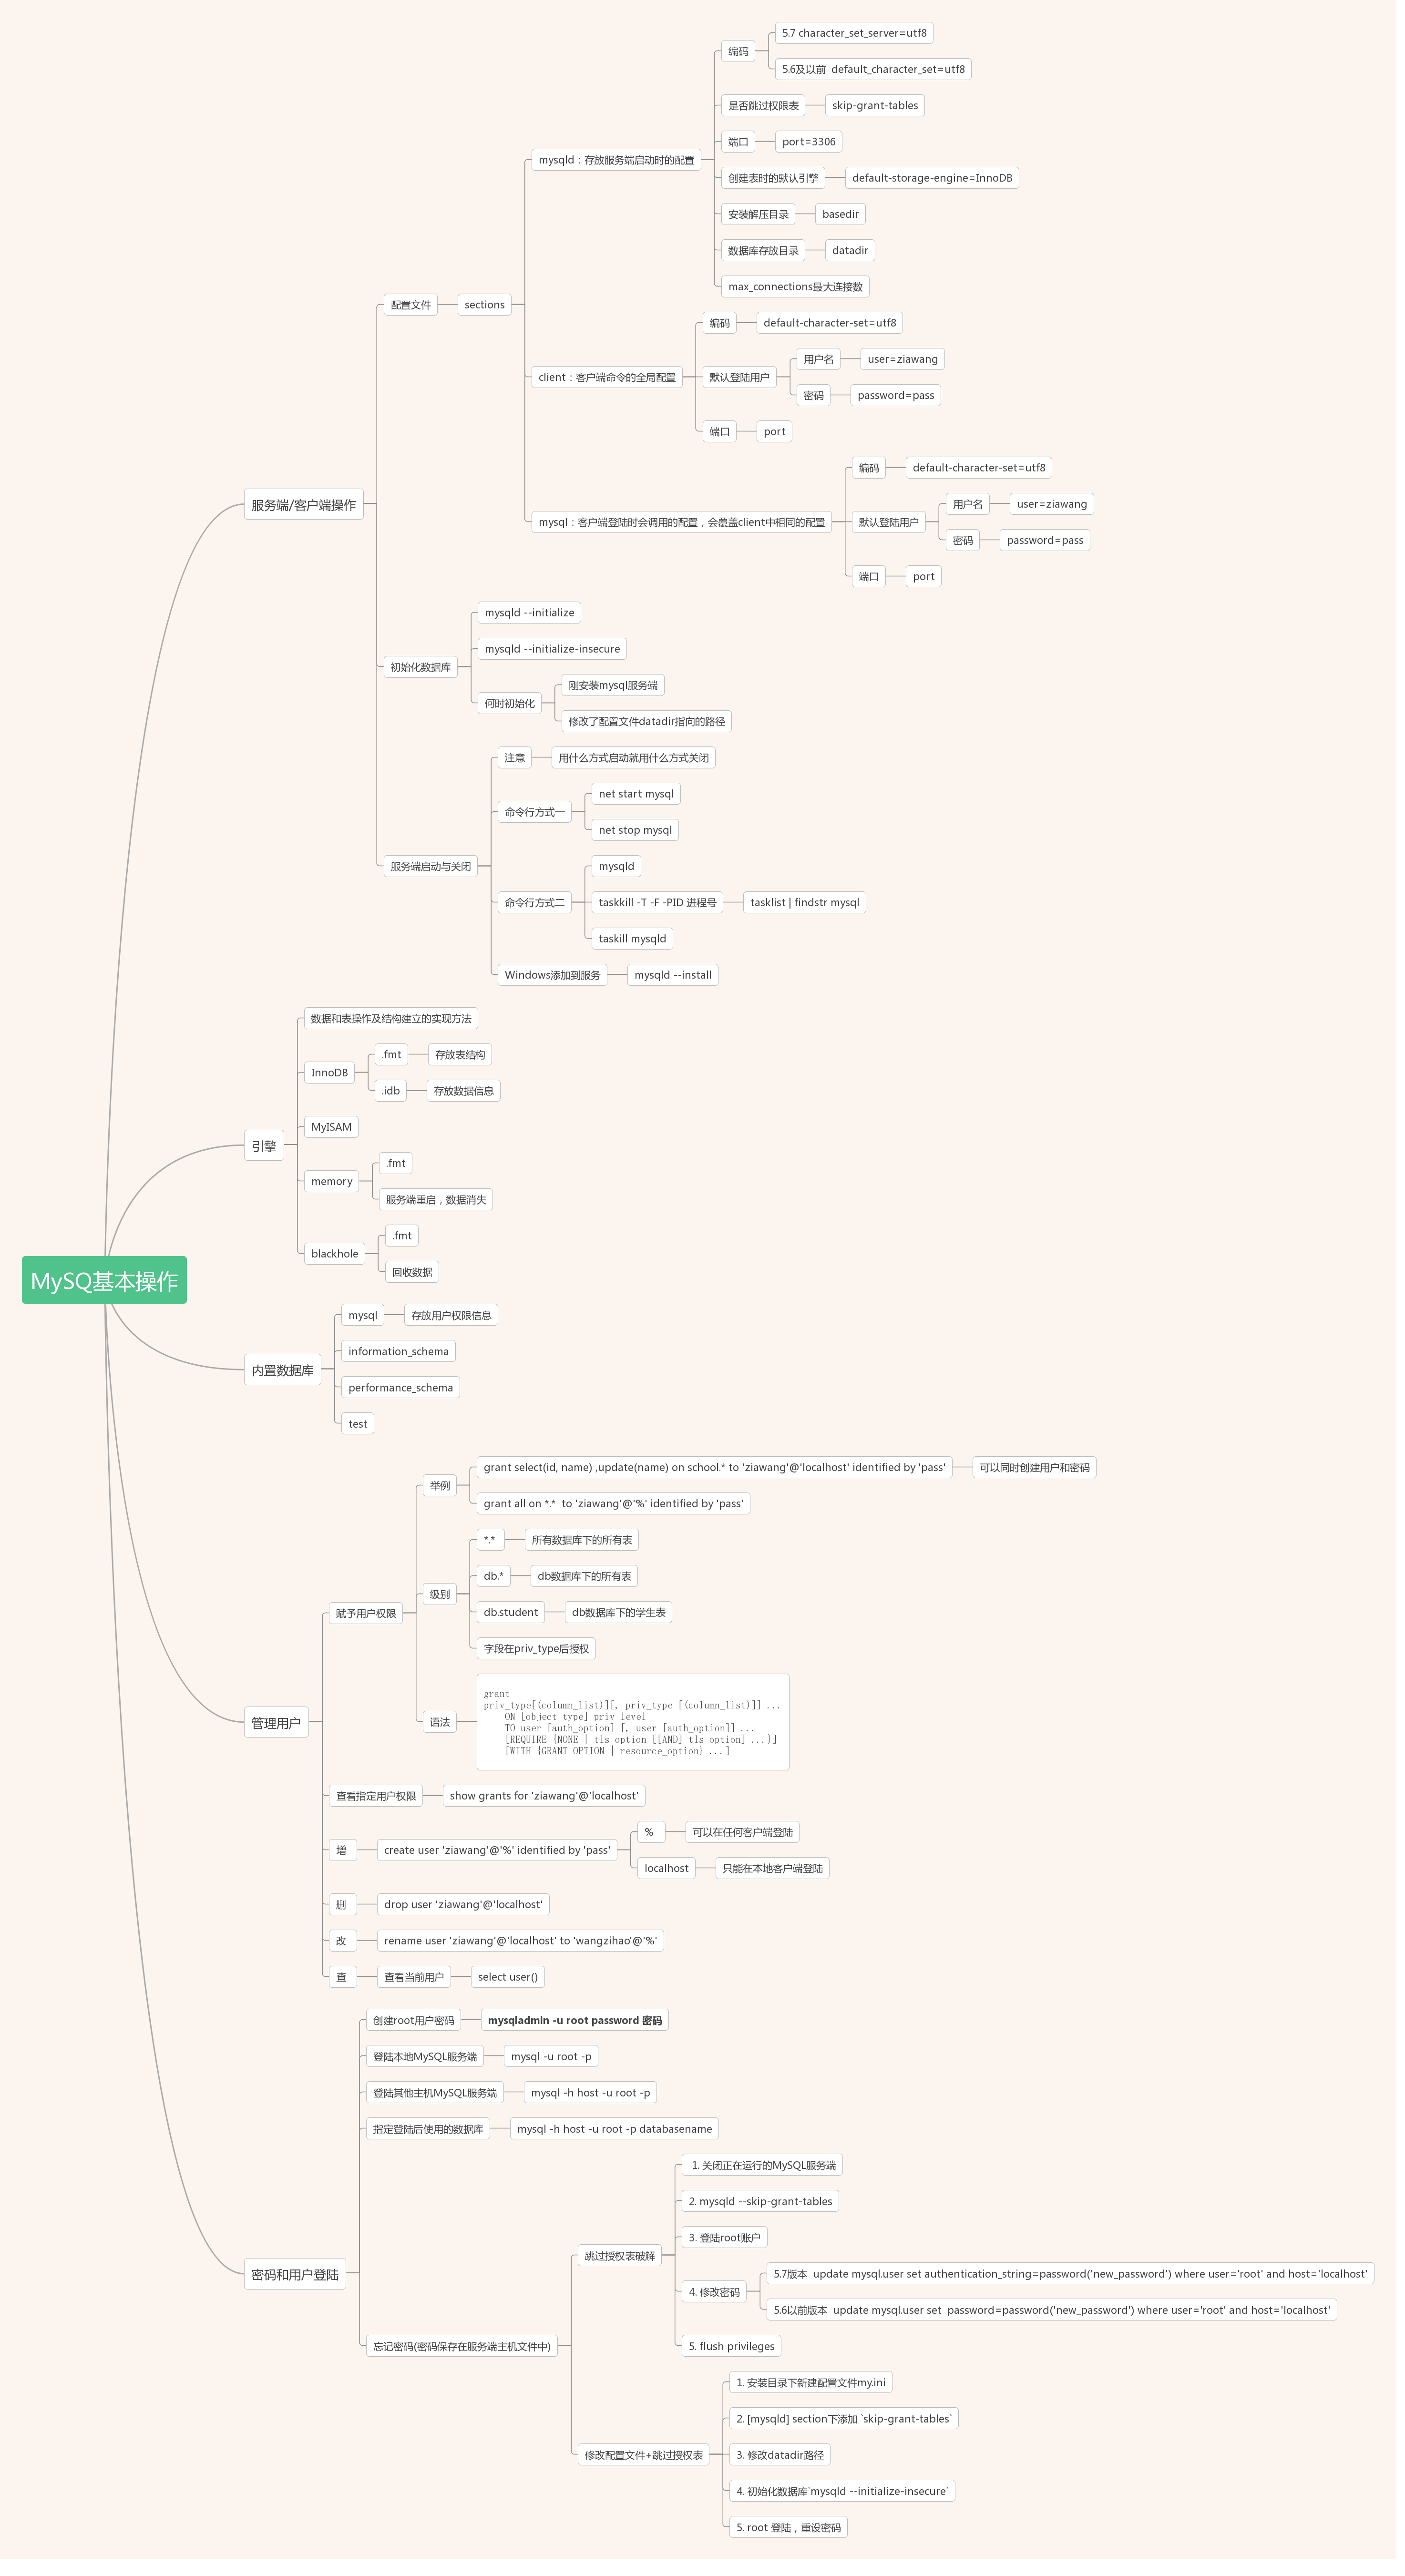 MySQ基本操作
服务端/客户端操作
配置文件
sections
mysqld：存放服务端启动时的配置
编码
5.7 character_set_server=utf8
5.6及以前  default_character_set=utf8
是否跳过权限表
skip-grant-tables
端口
port=3306
创建表时的默认引擎
default-storage-engine=InnoDB
安装解压目录
basedir
数据库存放目录
datadir
max_connections最大连接数
client：客户端命令的全局配置
编码
default-character-set=utf8
默认登陆用户
用户名
user=ziawang
密码
password=pass
端口
port
mysql：客户端登陆时会调用的配置，会覆盖client中相同的配置
编码
default-character-set=utf8
默认登陆用户
用户名
user=ziawang
密码
password=pass
端口
port
初始化数据库
mysqld --initialize
mysqld --initialize-insecure
何时初始化
刚安装mysql服务端
修改了配置文件datadir指向的路径
服务端启动与关闭
注意
用什么方式启动就用什么方式关闭
命令行方式一
net start mysql
net stop mysql
命令行方式二
mysqld
taskkill -T -F -PID 进程号
tasklist | findstr mysql
taskill mysqld
Windows添加到服务
mysqld --install
引擎
数据和表操作及结构建立的实现方法
InnoDB
.fmt
存放表结构
.idb
存放数据信息
MyISAM
memory
.fmt
服务端重启，数据消失
blackhole
.fmt
回收数据
内置数据库
mysql
存放用户权限信息
information_schema
performance_schema
test
管理用户
赋予用户权限
举例
grant select(id, name) ,update(name) on school.* to 'ziawang'@'localhost' identified by 'pass'
可以同时创建用户和密码
grant all on *.*  to 'ziawang'@'%' identified by 'pass'
级别
*.*
所有数据库下的所有表
db.*
db数据库下的所有表
db.student
db数据库下的学生表
字段在priv_type后授权
语法
grant
priv_type[(column_list)][, priv_type [(column_list)]] ...
    ON [object_type] priv_level
    TO user [auth_option] [, user [auth_option]] ...
    [REQUIRE {NONE | tls_option [[AND] tls_option] ...}]
    [WITH {GRANT OPTION | resource_option} ...]
查看指定用户权限
show grants for 'ziawang'@'localhost'
增
create user 'ziawang'@'%' identified by 'pass'
%
可以在任何客户端登陆
localhost
只能在本地客户端登陆
删
drop user 'ziawang'@'localhost'
改
rename user 'ziawang'@'localhost' to 'wangzihao'@'%'
查
查看当前用户
select user()
密码和用户登陆
创建root用户密码
mysqladmin -u root password 密码
登陆本地MySQL服务端
mysql -u root -p
登陆其他主机MySQL服务端
mysql -h host -u root -p
指定登陆后使用的数据库
mysql -h host -u root -p databasename
忘记密码(密码保存在服务端主机文件中)
跳过授权表破解
1. 关闭正在运行的MySQL服务端
2. mysqld --skip-grant-tables
3. 登陆root账户
4. 修改密码
5.7版本  update mysql.user set authentication_string=password('new_password') where user='root' and host='localhost'
5.6以前版本  update mysql.user set  password=password('new_password') where user='root' and host='localhost'
5. flush privileges
修改配置文件+跳过授权表
1. 安装目录下新建配置文件my.ini
2. [mysqld] section下添加 `skip-grant-tables`
3. 修改datadir路径
4. 初始化数据库`mysqld --initialize-insecure`
5. root 登陆，重设密码